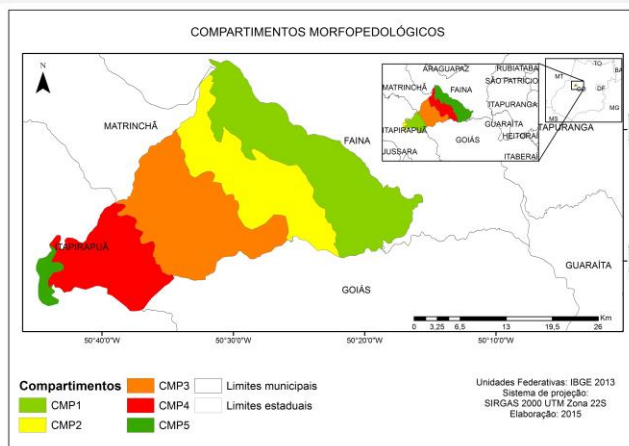 COMPARTIMENTOS MORFOPEDOLÓGICOS
N
MATRINCHÃ
FAINA
ITAPIRAPUÃ
GOIÁS
GUARAÍTA
ITAPURANGA
ARAGUAPAZ
RUBIATABA
SÃO PATRÍCIO
MATRINCHÃ
FAINA
ITAPURANGA
ITAPIRAPUÃ
GUARAÍTA
HEITORAÍ
JUSSARA
GOIÁS
ITABERAÍ
TO
MT
BA
GO
DF
MG
MS
Km
0 3,25 6,5 13 19,5 26
50°40'0"W 50°30'0"W 50°20'0"W 50°10'0"W
Compartimentos
CMP1
CMP2
CMP3
CMP4
CMP5
Limites municipais
Limites estaduais
Unidades Federativas: IBGE 2013
Sistema de projeção:
SIRGAS 2000 UTM Zona 22S
Elaboração: 2015